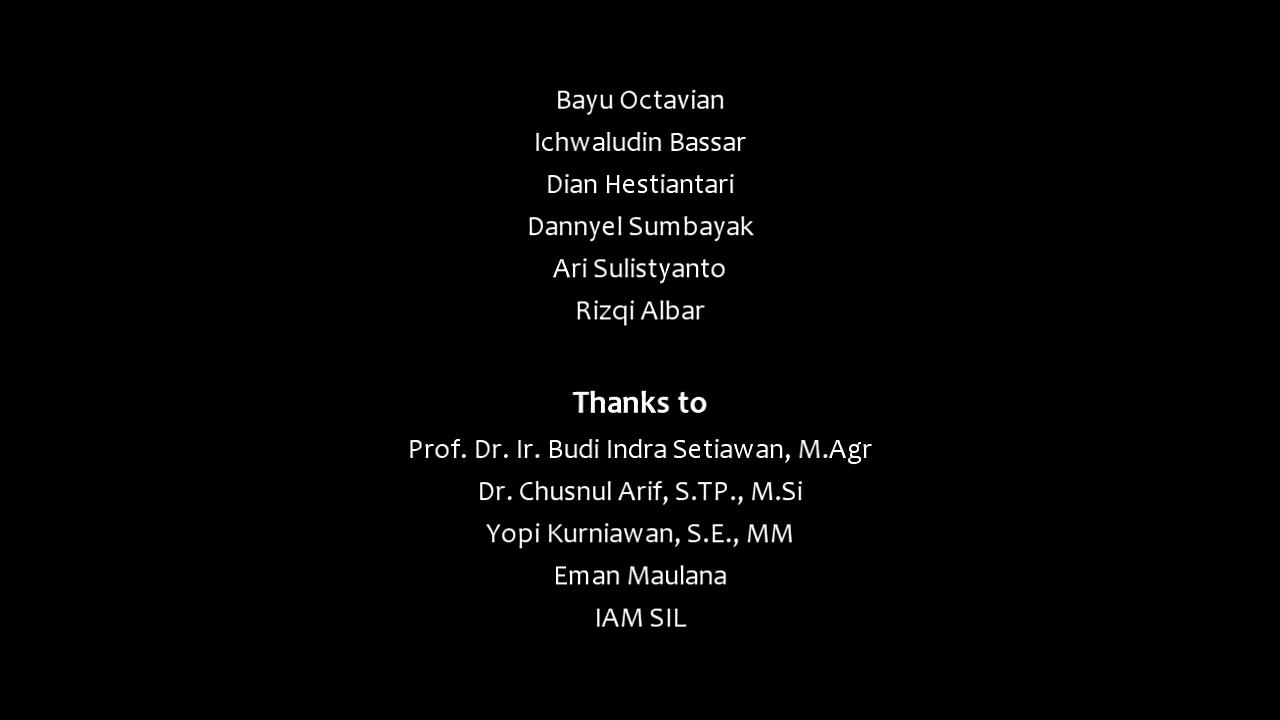 Bayu Octavian
Ichwaludin Bassar
Dian Hestiantari
Dannyel Sumbayak
Ari Sulistyanto
Rizqi Albar
Thanks to
Prof. Dr. Ir. Budi Indra Setiawan, M.Agr
Dr. Chusnul Arif, S.TP., M.Si
Yopi Kurniawan, S.E., MM
Eman Maulana
IAM SIL